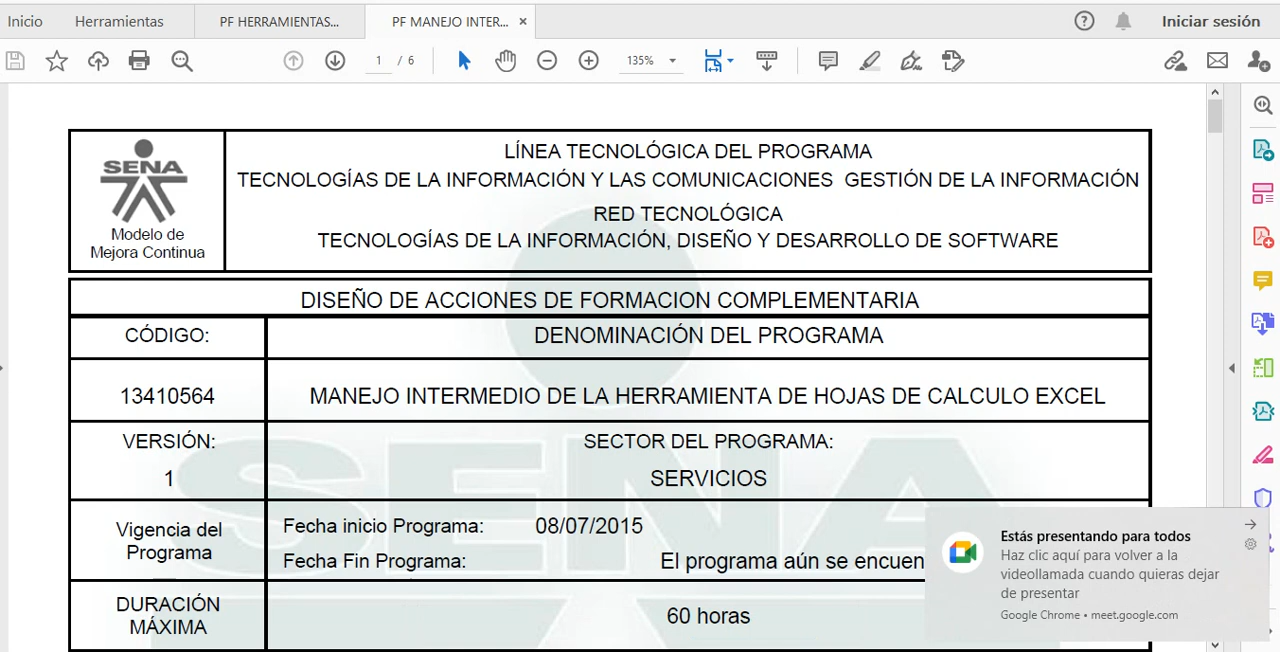 Inicio Herramientas PF HERRAMIENTAS... PF MANEJO INTER... ×
Iniciar sesión
1 / 6 135%
SENA
Modelo de
Mejora Continua
LÍNEA TECNOLÓGICA DEL PROGRAMA
TECNOLOGÍAS DE LA INFORMACIÓN Y LAS COMUNICACIONES GESTIÓN DE LA INFORMACIÓN
RED TECNOLÓGICA
TECNOLOGÍAS DE LA INFORMACIÓN, DISEÑO Y DESARROLLO DE SOFTWARE
DISEÑO DE ACCIONES DE FORMACION COMPLEMENTARIA
CÓDIGO: DENOMINACIÓN DEL PROGRAMA
13410564 MANEJO INTERMEDIO DE LA HERRAMIENTA DE HOJAS DE CALCULO EXCEL
VERSIÓN: SECTOR DEL PROGRAMA:
1 SERVICIOS
Vigencia del
Programa
Fecha inicio Programa: 08/07/2015
Fecha Fin Programa: El programa aún se encuen
DURACIÓN
MÁXIMA
60 horas
SENA
Estás presentando para todos
Haz clic aquí para volver a la
videollamada cuando quieras dejar
de presentar
Google Chrome • meet.google.com